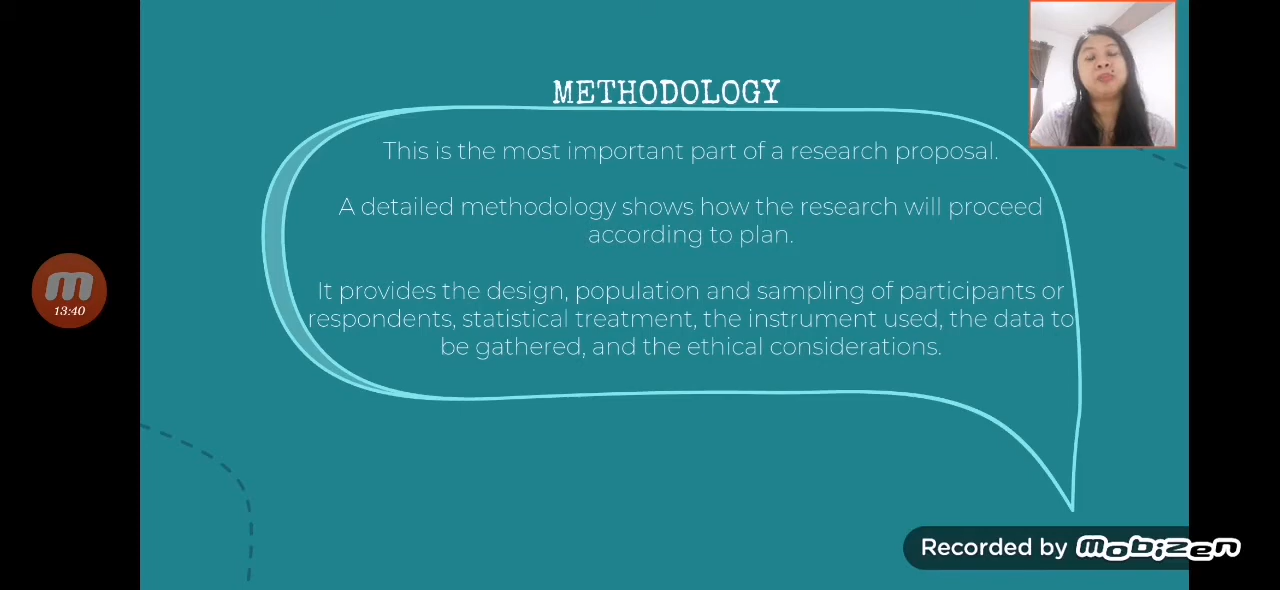 METHODOLOGY
This is the most important part of a research proposal.
A detailed methodology shows how the research will proceed
according to plan.
It provides the design, population and sampling of participants or
respondents, statistical treatment, the instrument used, the data to
be gathered, and the ethical considerations.
m
13:40
Recorded by mobizen